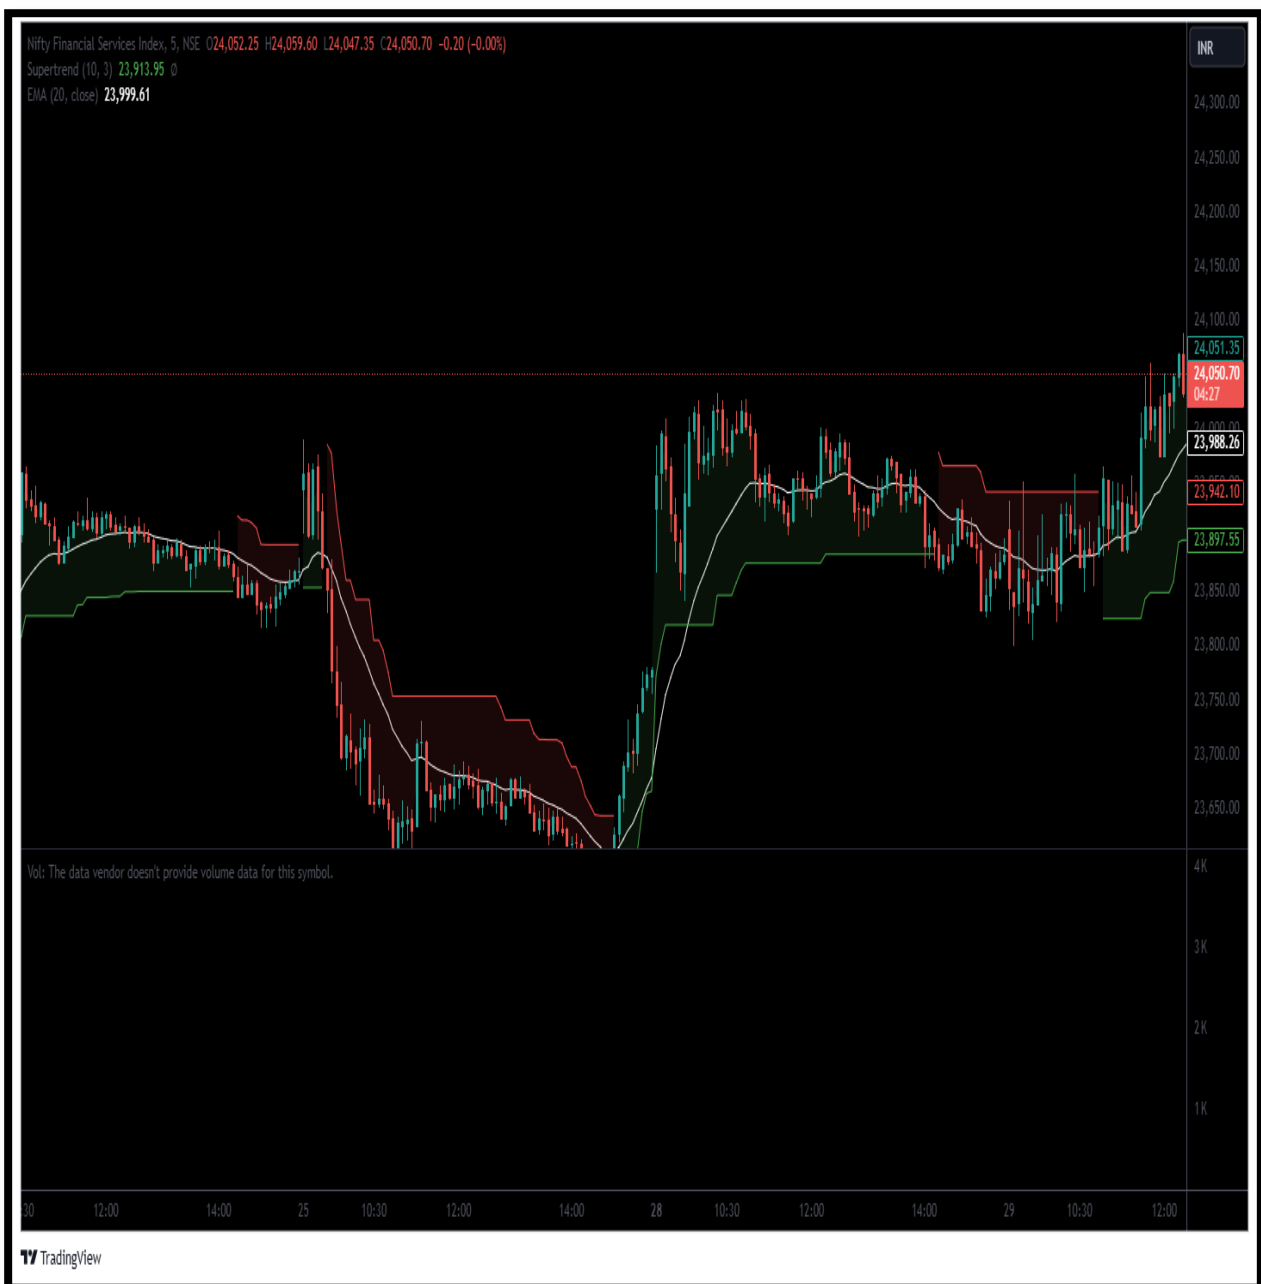 Nifty Financial Services Index, 5, NSE O24,052.25 H24,059.60 L24,047.35 C24,050.70 −0.20 (−0.00%)
Supertrend (10, 3) 23,913.95 ∅
EMA (20, close) 23,999.61
INR
24,300.00
24,250.00
24,200.00
24,150.00
24,100.00
24,051.35
24,050.70
04:27
24,000.00
23,988.26
23,942.10
23,897.55
23,850.00
23,800.00
23,750.00
23,700.00
23,650.00
Vol: The data vendor doesn't provide volume data for this symbol.
4K
3K
2K
1K
:30 12:00 14:00 25 10:30 12:00 14:00 28 10:30 12:00 14:00 29 10:30 12:00
TradingView